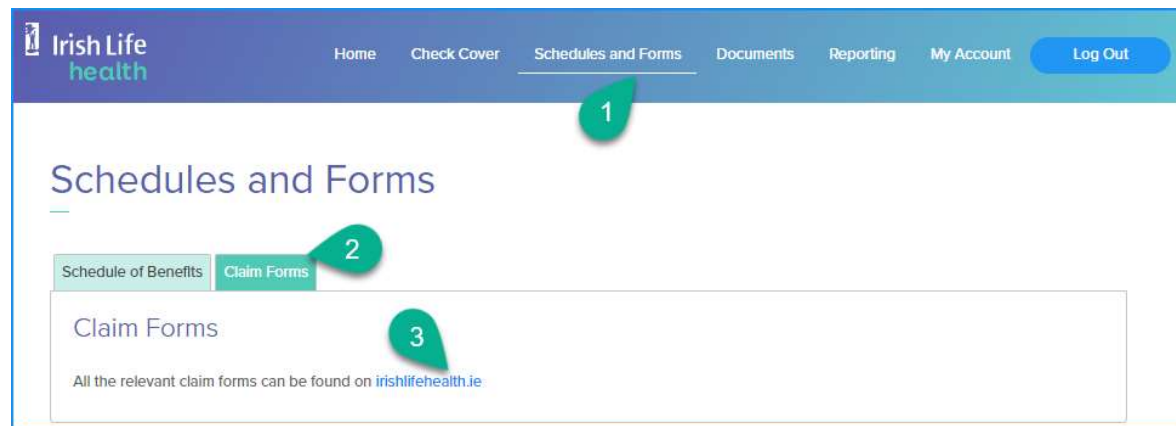 Irish Life
health
Home Check Cover Schedules and Forms Documents Reporting My Account Log Out
1
Schedules and Forms
2
Schedule of Benefits Claim Forms
Claim Forms
3
All the relevant claim forms can be found on irishlifehealth.ie